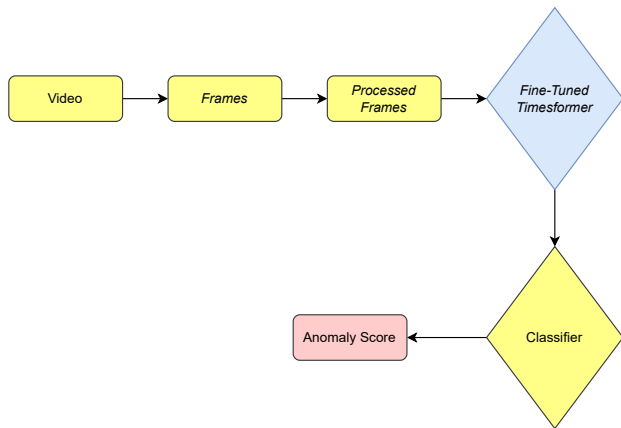 Video
Frames
Processed
Frames
Fine-Tuned
Timesformer
Anomaly Score
Classifier